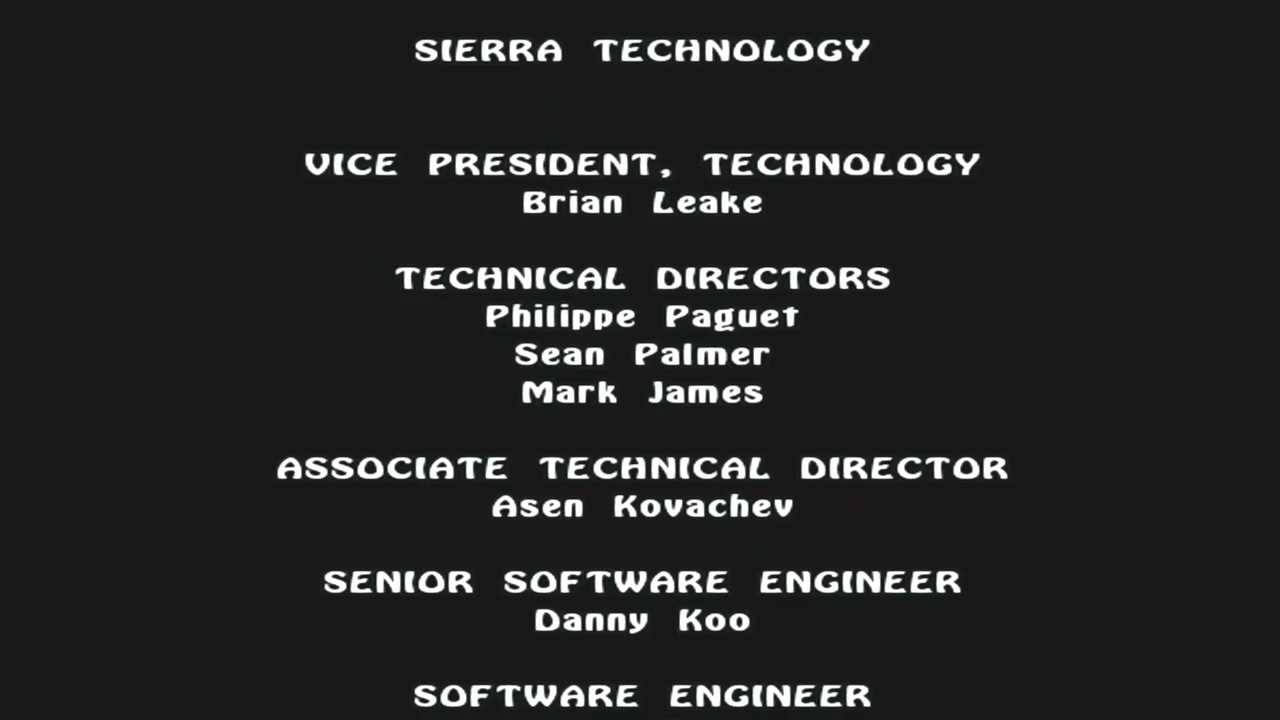 SIERRA TECHNOLOGY
VICE PRESIDENT, TECHNOLOGY
Brian Leake
TECHNICAL DIRECTORS
Philippe Paguet
Sean Palmer
Mark James
ASSOCIATE TECHNICAL DIRECTOR
Asen Kovachev
SENIOR SOFTWARE ENGINEER
Danny Koo
SOFTWARE ENGINEER